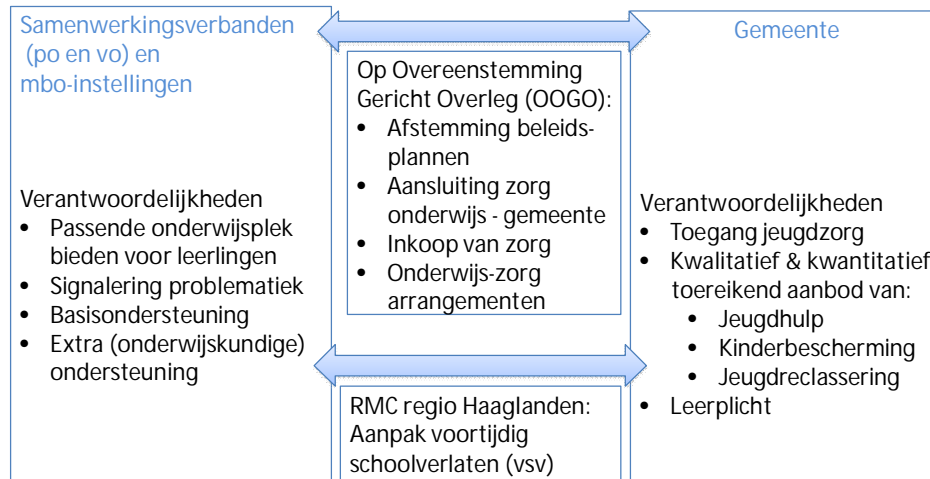 Samenwerkingsverbanden
(po en vo) en
mbo-instellingen
Verantwoordelijkheden
• Passende onderwijsplek
bieden voor leerlingen
• Signalering problematiek
• Basisondersteuning
• Extra (onderwijskundige)
ondersteuning
Op Overeenstemming
Gericht Overleg (OOGO):
• Afstemming beleids-
plannen
• Aansluiting zorg
onderwijs - gemeente
• Inkoop van zorg
• Onderwijs-zorg
arrangementen
RMC regio Haaglanden:
Aanpak voortijdig
schoolverlaten (vsv)
Gemeente
Verantwoordelijkheden
• Toegang jeugdzorg
• Kwalitatief & kwantitatief
toereikend aanbod van:
• Jeugdhulp
• Kinderbescherming
• Jeugdreclassering
• Leerplicht